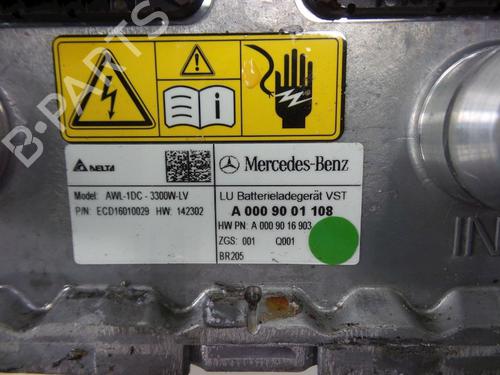 B-PARTS
DELTA
Mercedes-Benz
Model: AWL-1DC - 3300W-LV
P/N: ECD16010029 HW: 142302
LU Batterieladegerät VST
A 000 90 01 108
HW PN: A 000 90 16 903
ZGS: 001 Q001
BR205
IN